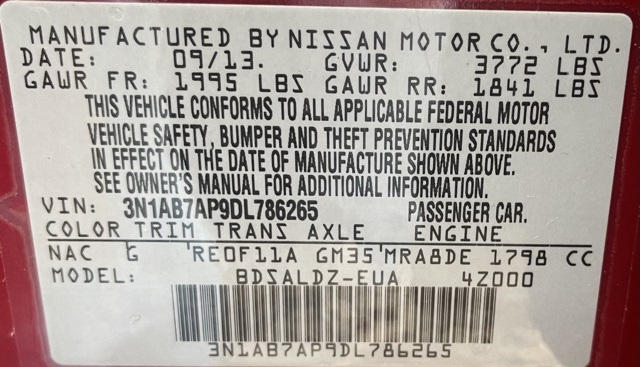 MANUFACTURED BY NISSAN MOTOR CO., LTD.
DATE: 09/13. GVWR: 3772 LBS
GAWR FR: 1995 LBS GAWR RR: 1841 LBS
THIS VEHICLE CONFORMS TO ALL APPLICABLE FEDERAL MOTOR
VEHICLE SAFETY, BUMPER AND THEFT PREVENTION STANDARDS
IN EFFECT ON THE DATE OF MANUFACTURE SHOWN ABOVE.
SEE OWNER'S MANUAL FOR ADDITIONAL INFORMATION.
VIN: 3N1AB7AP9DL786265 PASSENGER CAR.
COLOR TRIM TRANS AXLE ENGINE
NAC G RE0F11A GM35 MRA8DE 1798 CC
MODEL: BDSALDZ-EUA 4Z000
3N1AB7AP9DL786265